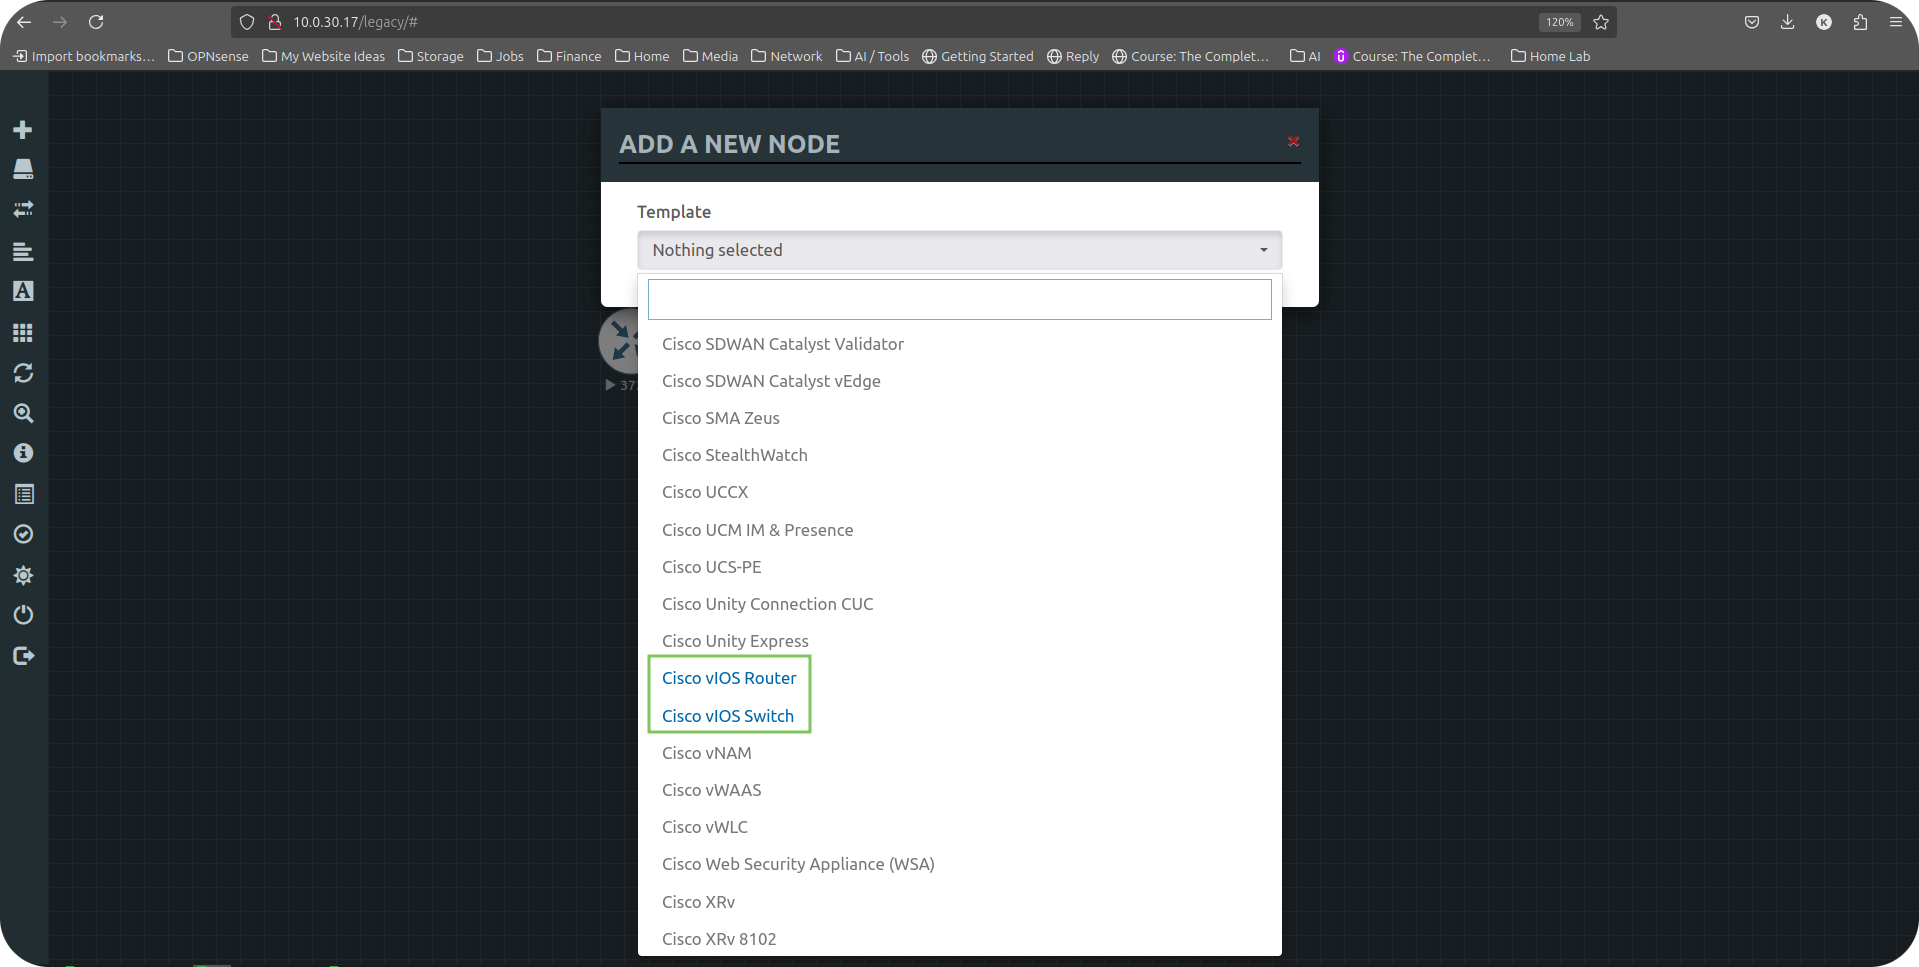 10.0.30.17/legacy/#
120%
K
Import bookmarks...
OPNsense
My Website Ideas
Storage
Jobs
Finance
Home
Media
Network
AI / Tools
Getting Started
Reply
Course: The Complet...
AI
Course: The Complet...
Home Lab
ADD A NEW NODE
Template
Nothing selected
Cisco SDWAN Catalyst Validator
Cisco SDWAN Catalyst vEdge
Cisco SMA Zeus
Cisco StealthWatch
Cisco UCCX
Cisco UCM IM & Presence
Cisco UCS-PE
Cisco Unity Connection CUC
Cisco Unity Express
Cisco vIOS Router
Cisco vIOS Switch
Cisco vNAM
Cisco vWAAS
Cisco vWLC
Cisco Web Security Appliance (WSA)
Cisco XRv
Cisco XRv 8102